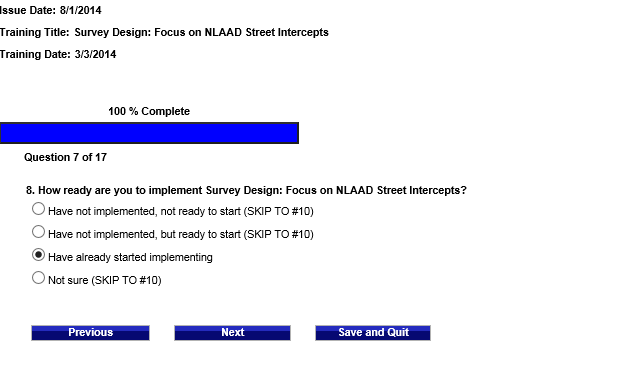 Issue Date: 8/1/2014
Training Title: Survey Design: Focus on NLAAD Street Intercepts
Training Date: 3/3/2014
100 % Complete
Question 7 of 17
8. How ready are you to implement Survey Design: Focus on NLAAD Street Intercepts?
Have not implemented, not ready to start (SKIP TO #10)
Have not implemented, but ready to start (SKIP TO #10)
Have already started implementing
Not sure (SKIP TO #10)
Previous Next Save and Quit